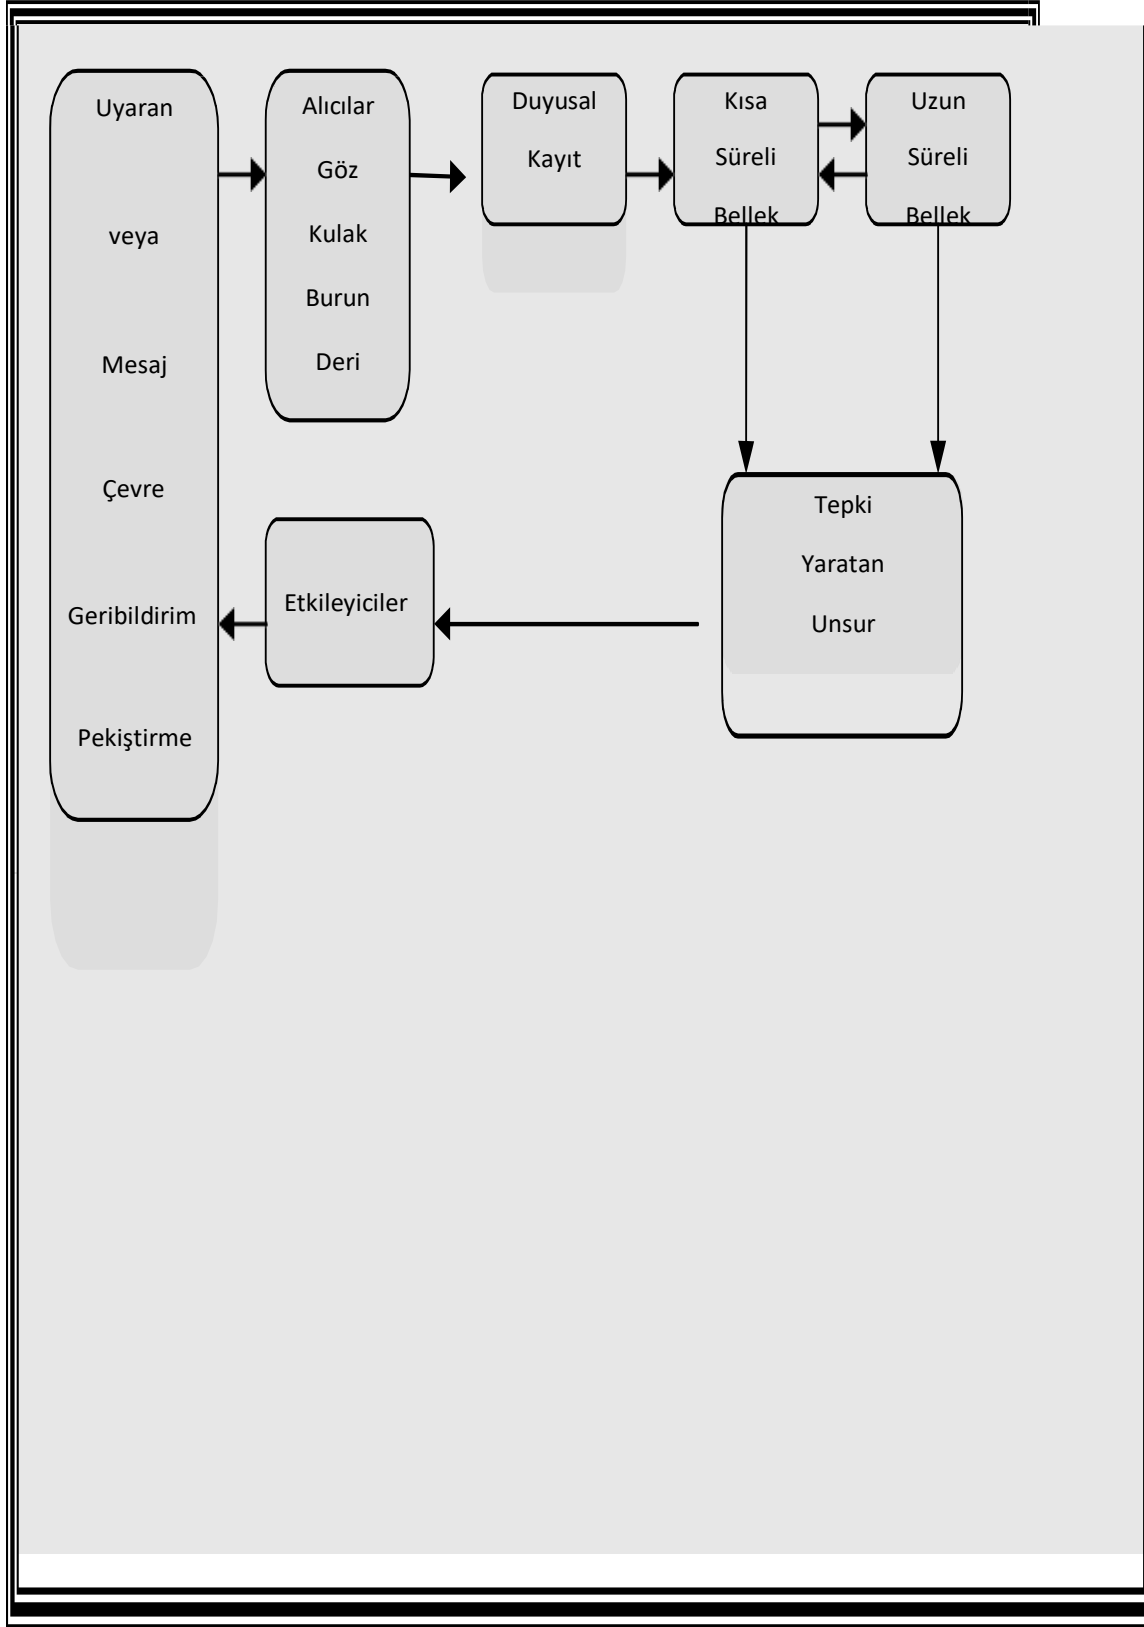 Uyaran
veya
Mesaj
Çevre
Geribildirim
Pekiştirme
Alıcılar
Göz
Kulak
Burun
Deri
Duyusal
Kayıt
Kısa
Süreli
Bellek
Uzun
Süreli
Bellek
Tepki
Yaratan
Unsur
Etkileyiciler